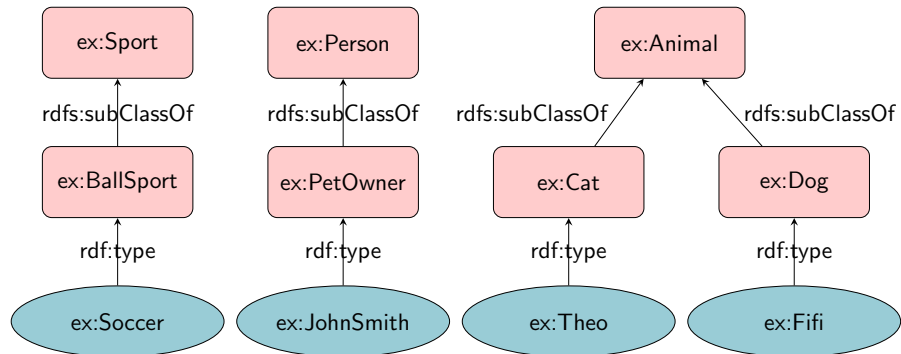 ex:Sport
ex:Person
ex:Animal
rdfs:subClassOf
rdfs:subClassOf
rdfs:subClassOf
rdfs:subClassOf
ex:BallSport
ex:PetOwner
ex:Cat
ex:Dog
rdf:type
rdf:type
rdf:type
rdf:type
ex:Soccer
ex:JohnSmith
ex:Theo
ex:Fifi